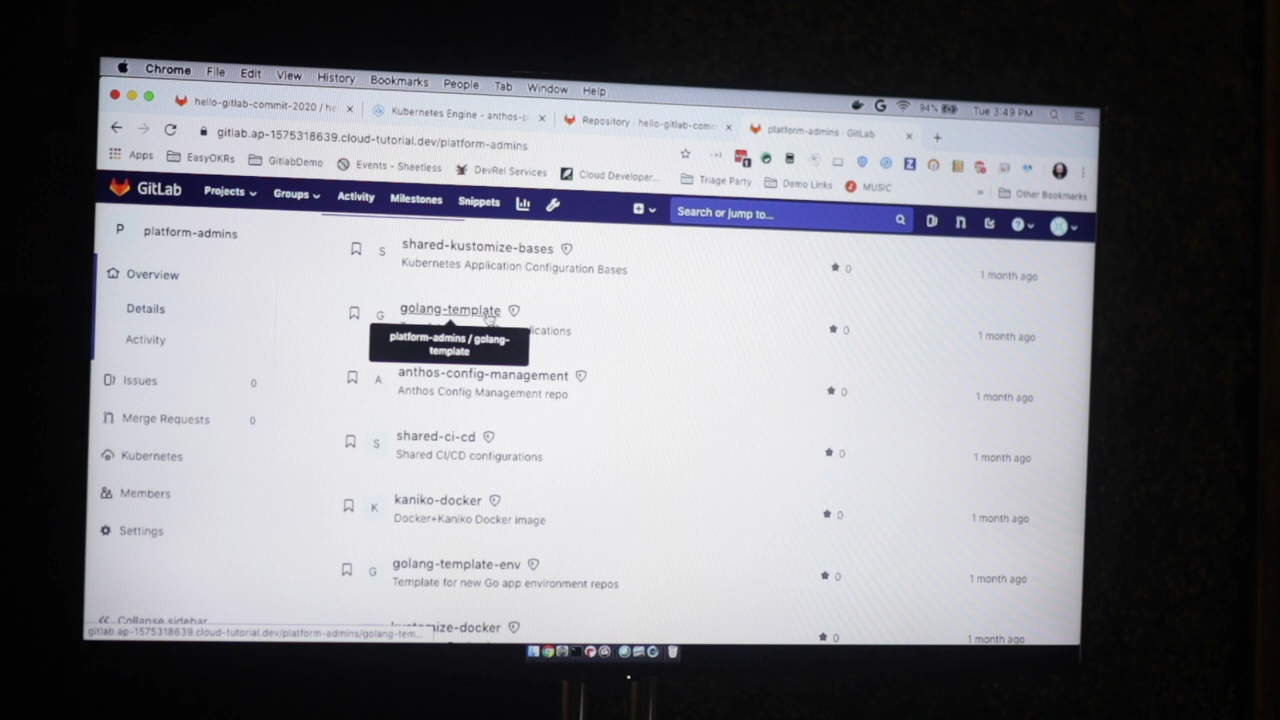 Chrome File Edit View History Bookmarks People Tab Window Help
94% Tue 3:49 PM
hello-gitlab-commit-2020 / he
Kubernetes Engine - anthos-p
Repository · hello-gitlab-com
platform-admins · GitLab
gitlab.ap-1575318639.cloud-tutorial.dev/platform-admins
Apps EasyOKRs GitlabDemo Events - Sheetless DevRel Services Cloud Developer... Triage Party Demo Links MUSIC » Other Bookmarks
GitLab Projects Groups Activity Milestones Snippets Search or jump to...
P platform-admins
Overview
Details
Activity
Issues 0
Merge Requests 0
Kubernetes
Members
Settings
Collapse sidebar
S shared-kustomize-bases 0 1 month ago
Kubernetes Application Configuration Bases
G golang-template 0 1 month ago
platform-admins / golang-
template
A anthos-config-management 0 1 month ago
Anthos Config Management repo
S shared-ci-cd 0 1 month ago
Shared CI/CD configurations
K kaniko-docker 0 1 month ago
Docker+Kaniko Docker image
G golang-template-env 0 1 month ago
Template for new Go app environment repos
0 1 month ago
gitlab.ap-1575318639.cloud-tutorial.dev/platform-admins/golang-tem...